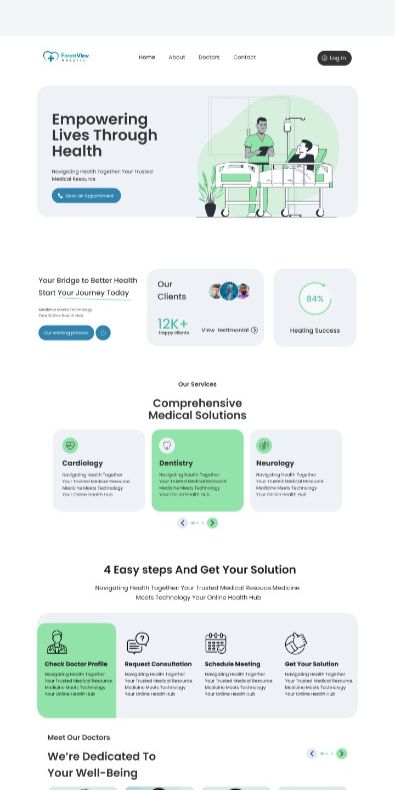 ForenView
Hospital
Home About Doctors Contact
Log In
Empowering
Lives Through
Health
Navigating Health Together Your Trusted
Medical Resource
Book an Appointment
Your Bridge to Better Health
Start Your Journey Today
Medicine Meets Technology
Your Online Health Hub
Our working process
Our
Clients
12K+
Happy clients
View testimonial
84%
Healing Success
Our Services
Comprehensive
Medical Solutions
Cardiology
Navigating Health Together
Your Trusted Medical Resource
Medicine Meets Technology
Your Online Health Hub
Dentistry
Navigating Health Together
Your Trusted Medical Resource
Medicine Meets Technology
Your Online Health Hub
Neurology
Navigating Health Together
Your Trusted Medical Resource
Medicine Meets Technology
Your Online Health Hub
4 Easy steps And Get Your Solution
Navigating Health Together: Your Trusted Medical Resouce Medicine
Meets Technology Your Online Health Hub
Check Doctor Profile
Navigating Health Together
Your Trusted Medical Resource.
Medicine Meets Technology
Your Online Health Hub
Request Consultation
Navigating Health Together
Your Trusted Medical Resource.
Medicine Meets Technology
Your Online Health Hub
Schedule Meeting
Navigating Health Together
Your Trusted Medical Resource.
Medicine Meets Technology
Your Online Health Hub
Get Your Solution
Navigating Health Together
Your Trusted Medical Resource.
Medicine Meets Technology
Your Online Health Hub
Meet Our Doctors
We're Dedicated To
Your Well-Being